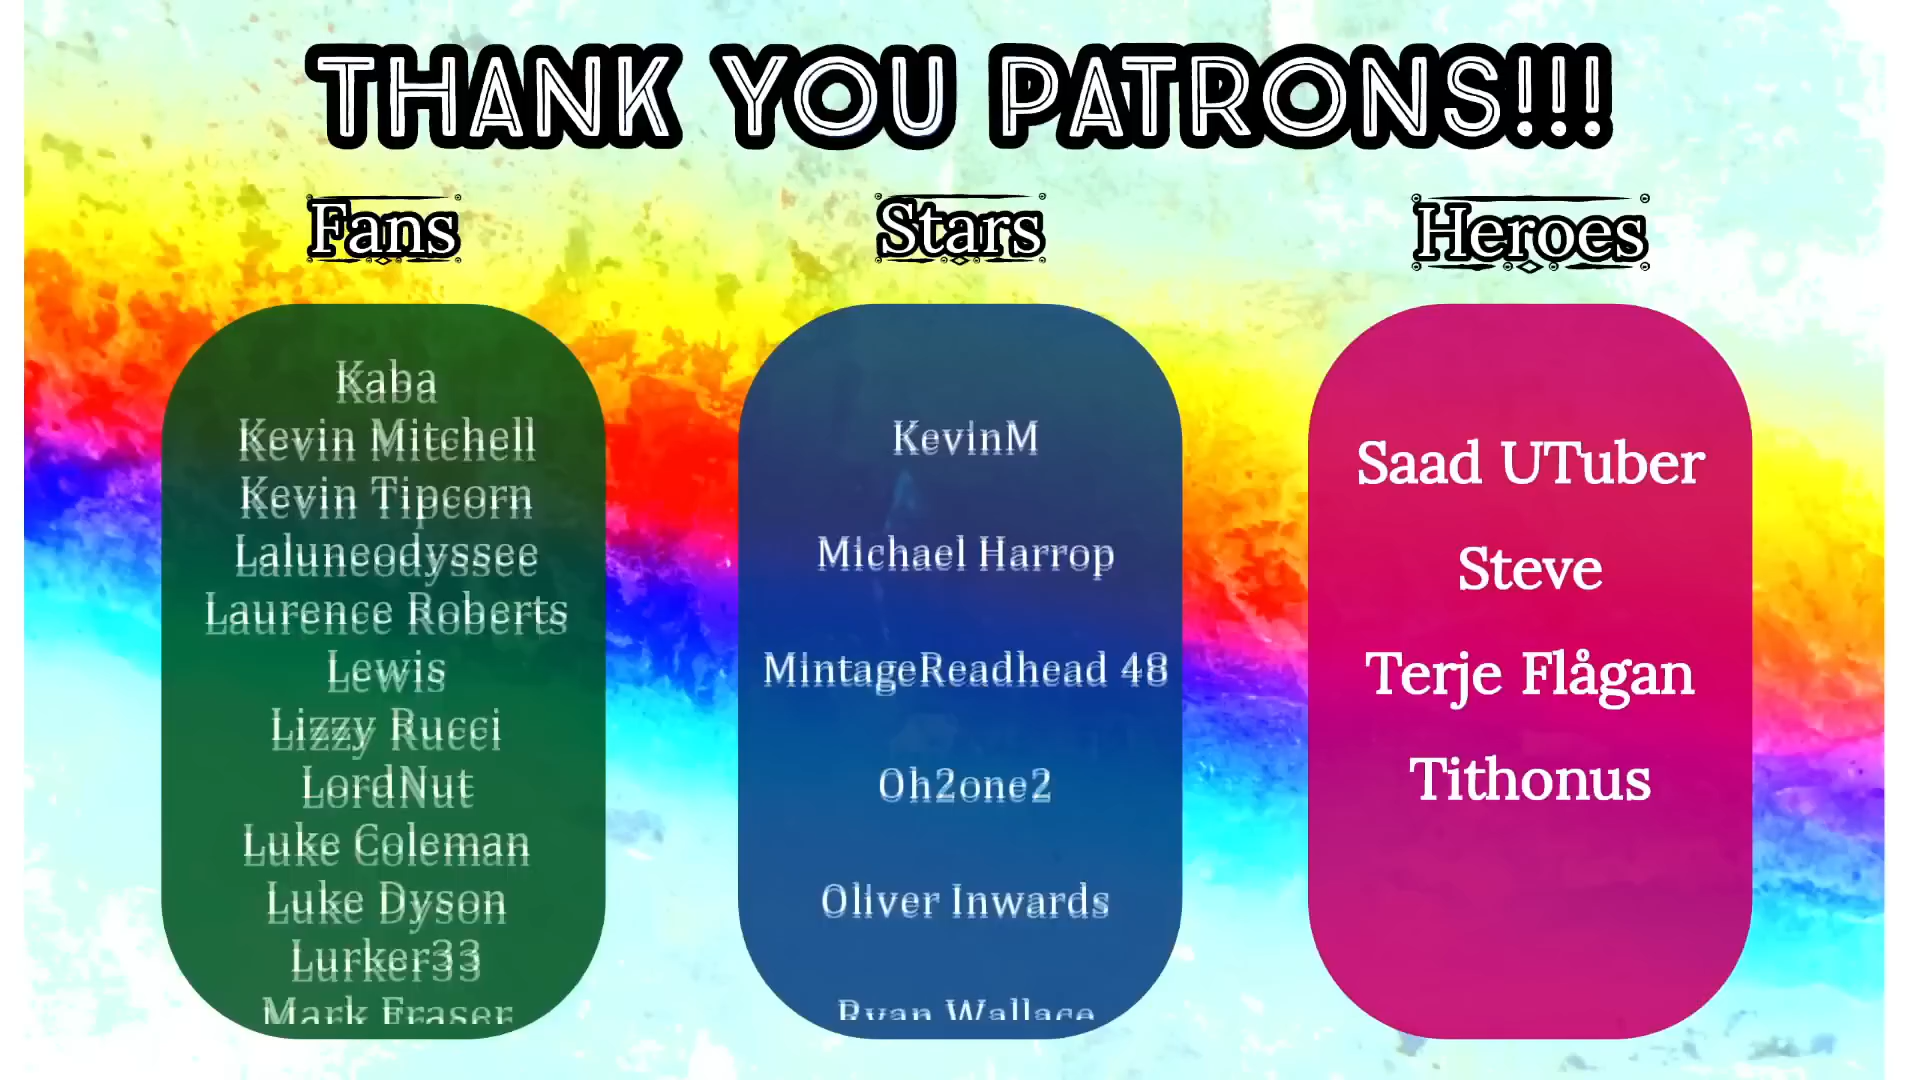 THANK YOU PATRONS!!!
Fans
Kaba
Kevin Mitchell
Kevin Tipcorn
Laluneodyssee
Laurence Roberts
Lewis
Lizzy Rucci
LordNut
Luke Coleman
Luke Dyson
Lurker33
Mark Fraser
Stars
KevinM
Michael Harrop
MintageReadhead 48
Oh2one2
Oliver Inwards
Ryan Wallace
Heroes
Saad UTuber
Steve
Terje Flågan
Tithonus